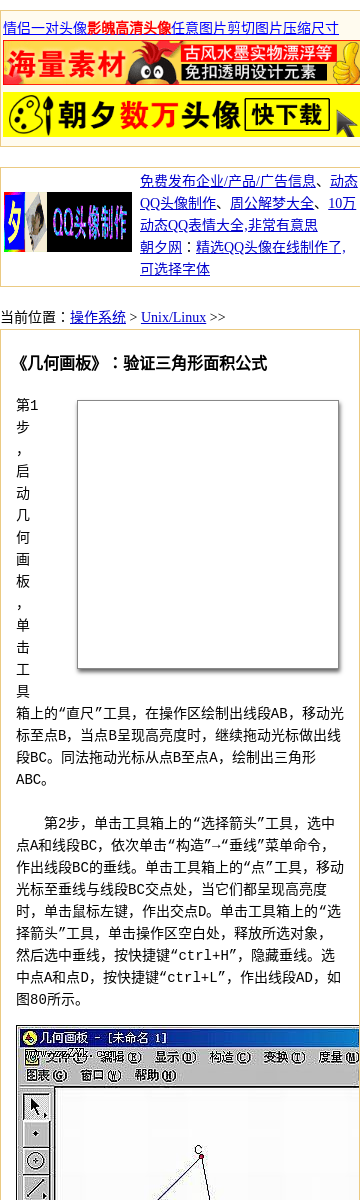 情侣一对头像影魄高清头像任意图片剪切图片压缩尺寸
海量素材
古风水墨实物漂浮等
免扣透明设计元素
朝夕数万头像
快下载
夕
QQ头像制作
免费发布企业/产品/广告信息、动态
QQ头像制作、周公解梦大全、10万
动态QQ表情大全,非常有意思
朝夕网：精选QQ头像在线制作了,
可选择字体
当前位置：操作系统 > Unix/Linux >>
《几何画板》：验证三角形面积公式
第1
步
，
启
动
几
何
画
板
，
单
击
工
具
箱上的“直尺”工具，在操作区绘制出线段AB，移动光
标至点B，当点B呈现高亮度时，继续拖动光标做出线
段BC。同法拖动光标从点B至点A，绘制出三角形
ABC。
第2步，单击工具箱上的“选择箭头”工具，选中
点A和线段BC，依次单击“构造”→“垂线”菜单命令，
作出线段BC的垂线。单击工具箱上的“点”工具，移动
光标至垂线与线段BC交点处，当它们都呈现高亮度
时，单击鼠标左键，作出交点D。单击工具箱上的“选
择箭头”工具，单击操作区空白处，释放所选对象，
然后选中垂线，按快捷键“ctrl+H”，隐藏垂线。选
中点A和点D，按快捷键“ctrl+L”，作出线段AD，如
图80所示。
几何画板 - [未命名 1]
文件(F) 编辑(E) 显示(D) 构造(C) 变换(T) 度量(M)
图表(G) 窗口(W) 帮助(H)
C